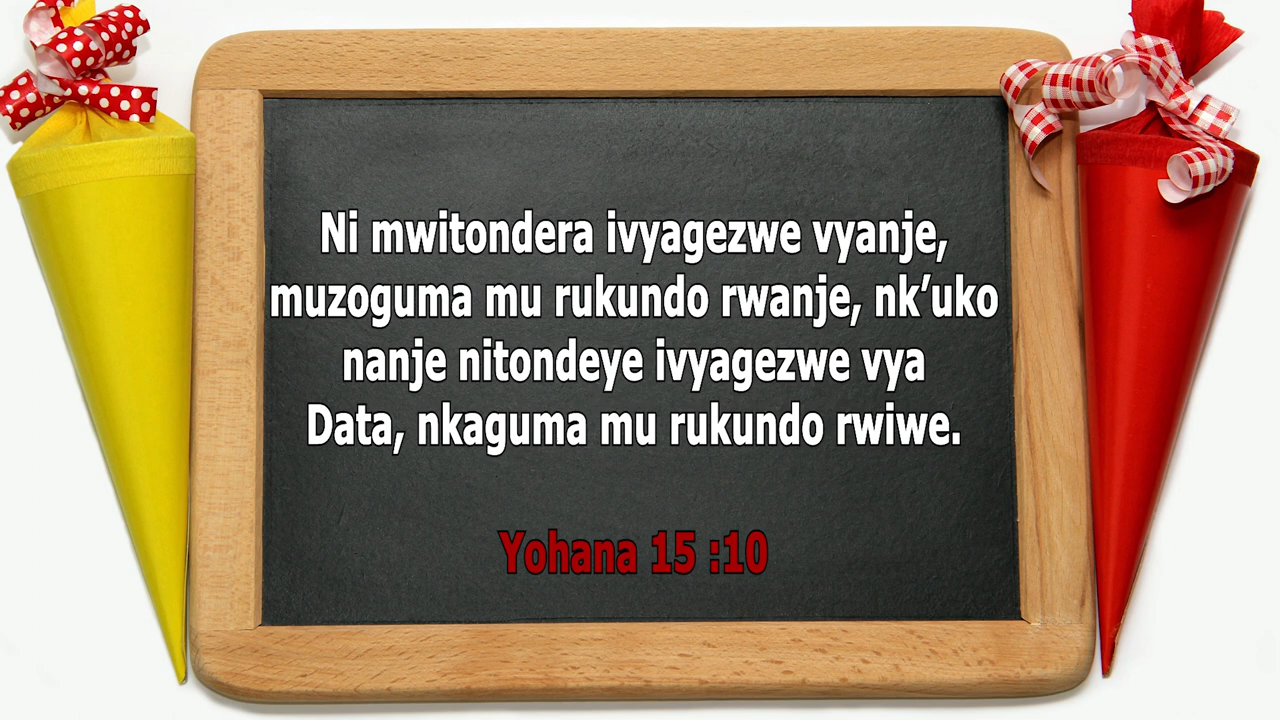 Ni mwitondera ivyagezwe vyanje,
muzoguma mu rukundo rwanje, nk’uko
nanje nitondeye ivyagezwe vya
Data, nkaguma mu rukundo rwiwe.
Yohana 15 :10